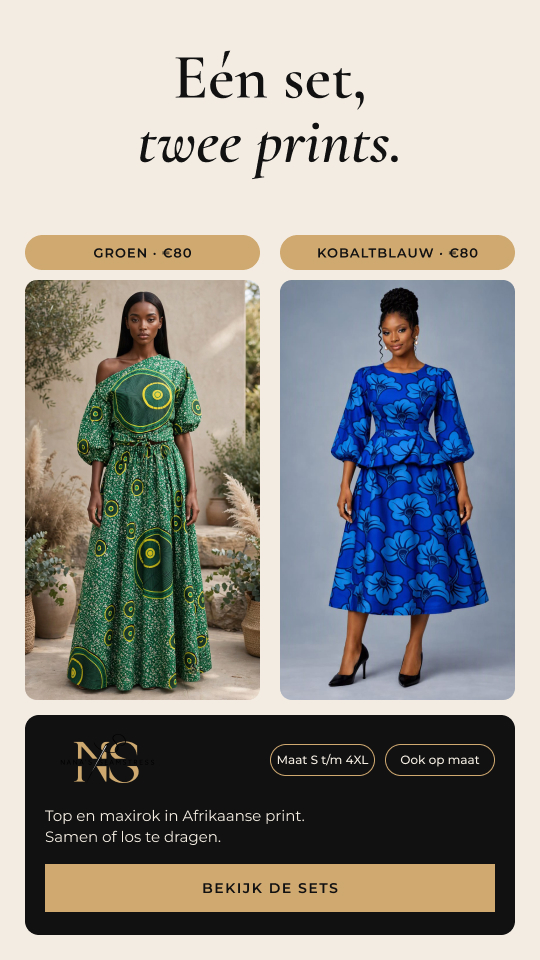 Eén set,
twee prints.
GROEN · €80
KOBALTBLAUW · €80
NS
Maat S t/m 4XL
Ook op maat
Top en maxirok in Afrikaanse print.
Samen of los te dragen.
BEKIJK DE SETS